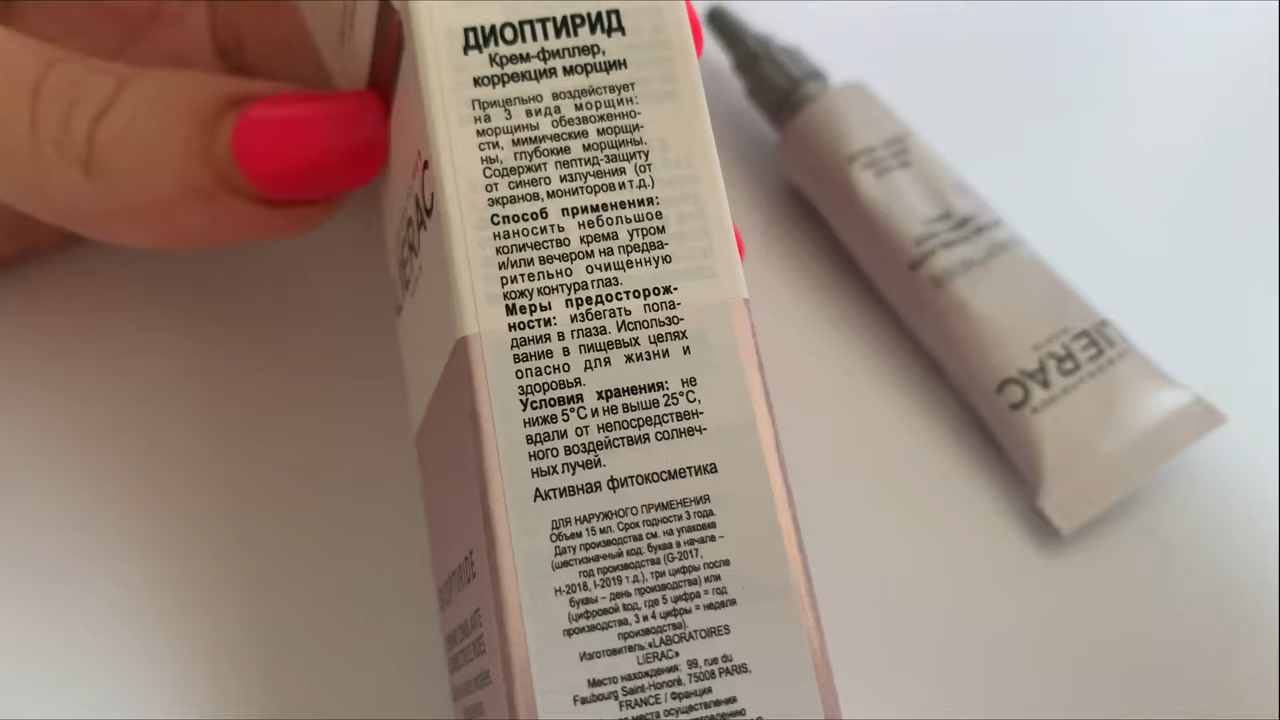 ДИОПТИРИД
Крем-филлер,
коррекция морщин
Прицельно воздействует
на 3 вида морщин:
морщины обезвоженно-
сти, мимические морщи-
ны, глубокие морщины.
Содержит пептид-защиту
от синего излучения (от
экранов, мониторов и т.д.)
Способ применения:
наносить небольшое
количество крема утром
и/или вечером на предва-
рительно очищенную
кожу контура глаз.
Меры предосторож-
ности: избегать попа-
дания в глаза. Использо-
вание в пищевых целях
опасно для жизни и
здоровья.
Условия хранения: не
ниже 5°С и не выше 25°С,
вдали от непосредствен-
ного воздействия солнеч-
ных лучей.
Активная фитокосметика
ДЛЯ НАРУЖНОГО ПРИМЕНЕНИЯ
Объем 15 мл. Срок годности 3 года.
Дату производства см. на упаковке
(шестизначный код: буква в начале –
год производства (G-2017,
H-2018, I-2019 т.д.), три цифры после
буквы – день производства) или
(цифровой код, где 5 цифра = год
производства, 3 и 4 цифры = неделя
производства).
Изготовитель:«LABORATOIRES
LIERAC»
Место нахождения: 99, rue du
Faubourg Saint-Honoré, 75008 PARIS,
FRANCE / Франция
места осуществления
LIERAC
DIOPTIRIDE
LIERAC